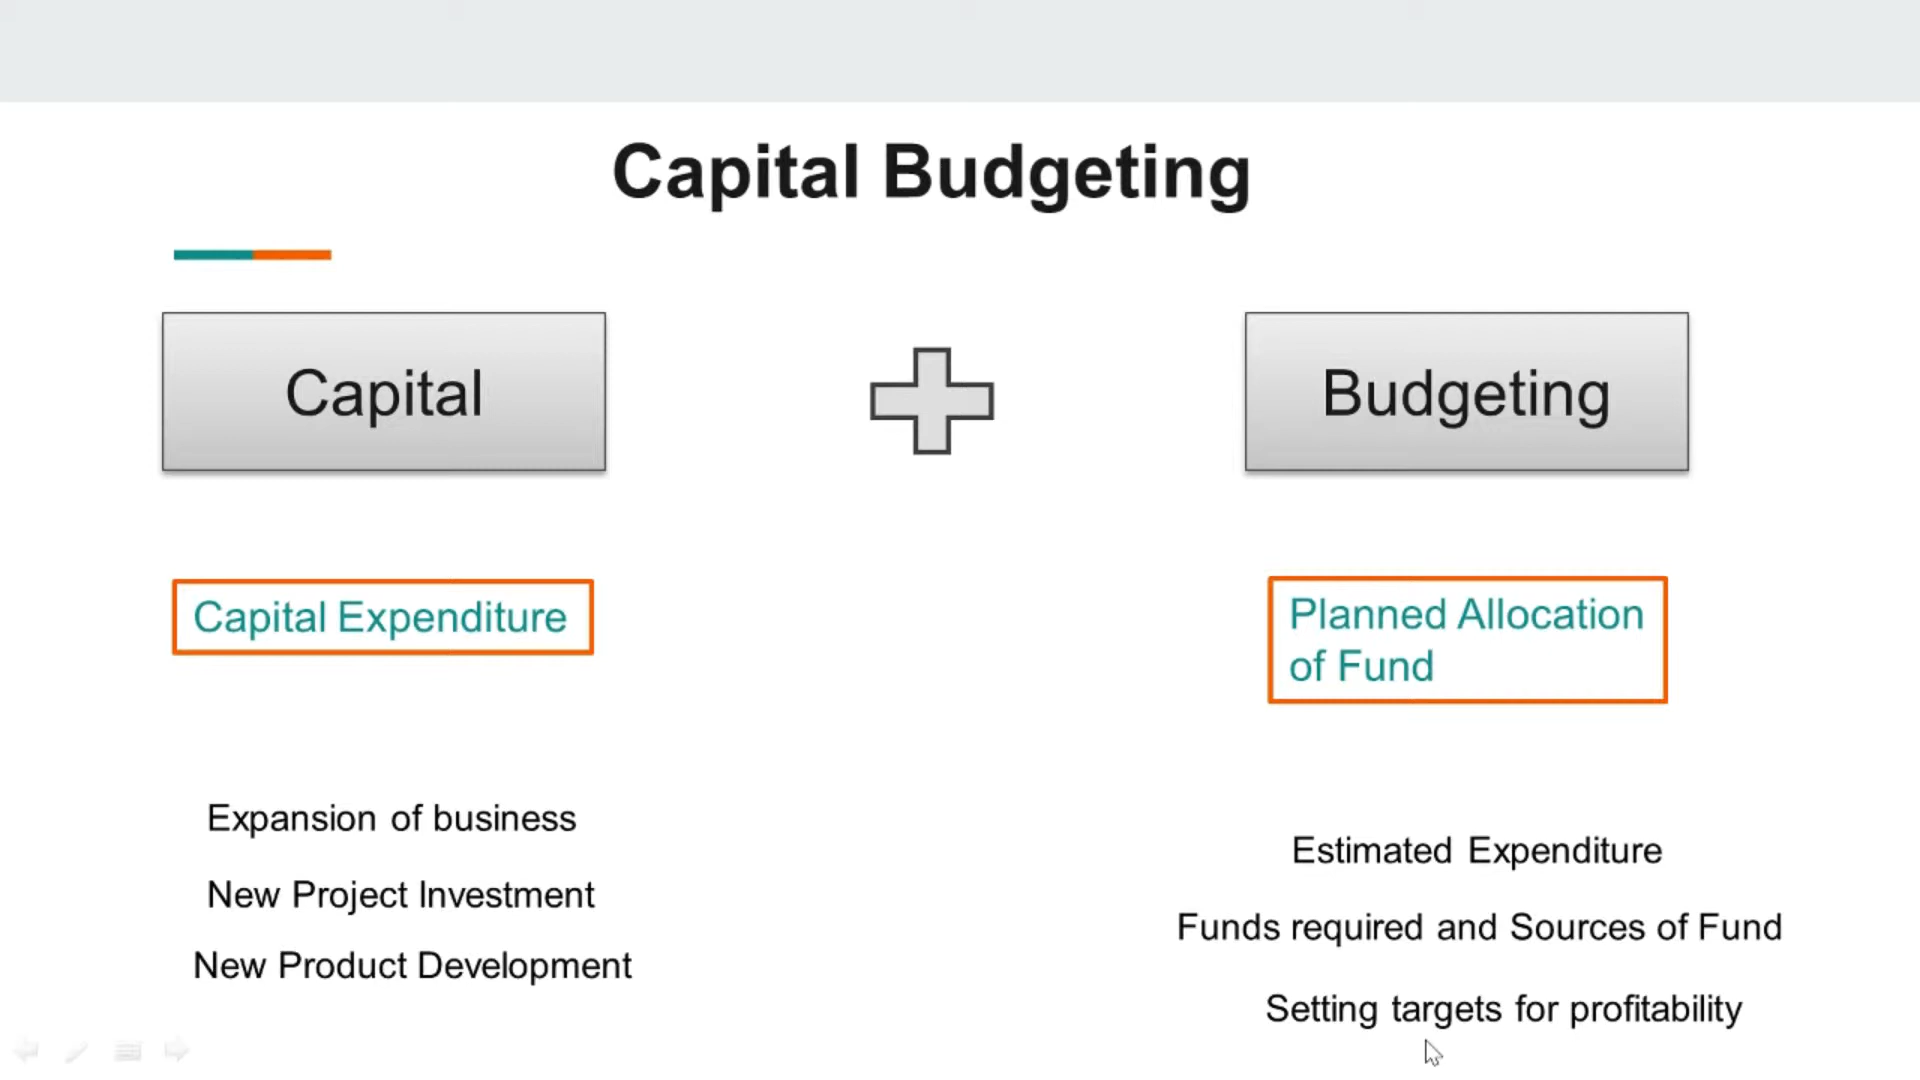 Capital Budgeting
Capital
Budgeting
Capital Expenditure
Planned Allocation
of Fund
Expansion of business
New Project Investment
New Product Development
Estimated Expenditure
Funds required and Sources of Fund
Setting targets for profitability